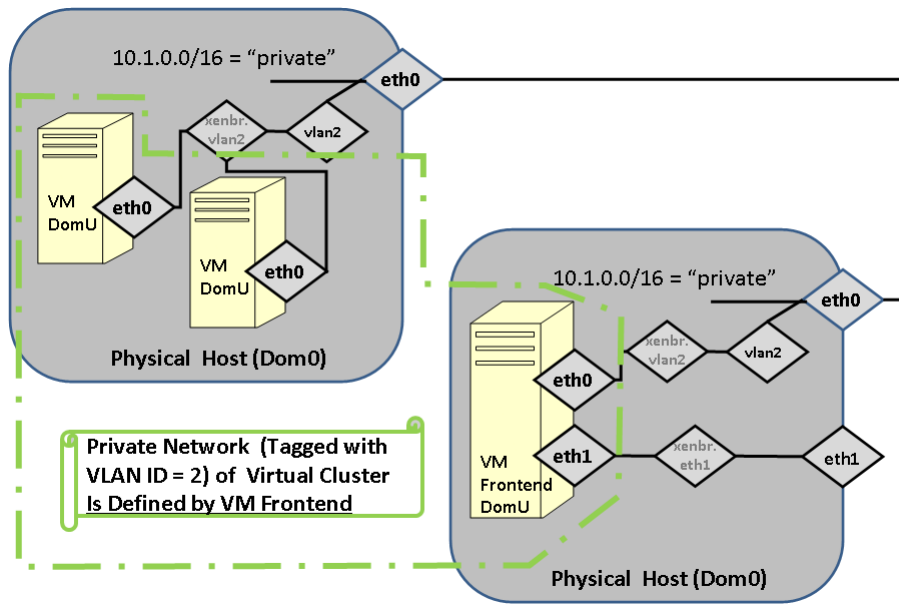 10.1.0.0/16 = “private”
eth0
xenbr.
vlan2
vlan2
VM
DomU
eth0
VM
DomU
eth0
Physical Host (Dom0)
10.1.0.0/16 = “private”
eth0
xenbr.
vlan2
vlan2
eth0
VM
Frontend
DomU
eth1
xenbr.
eth1
eth1
Physical Host (Dom0)
Private Network (Tagged with
VLAN ID = 2) of Virtual Cluster
Is Defined by VM Frontend